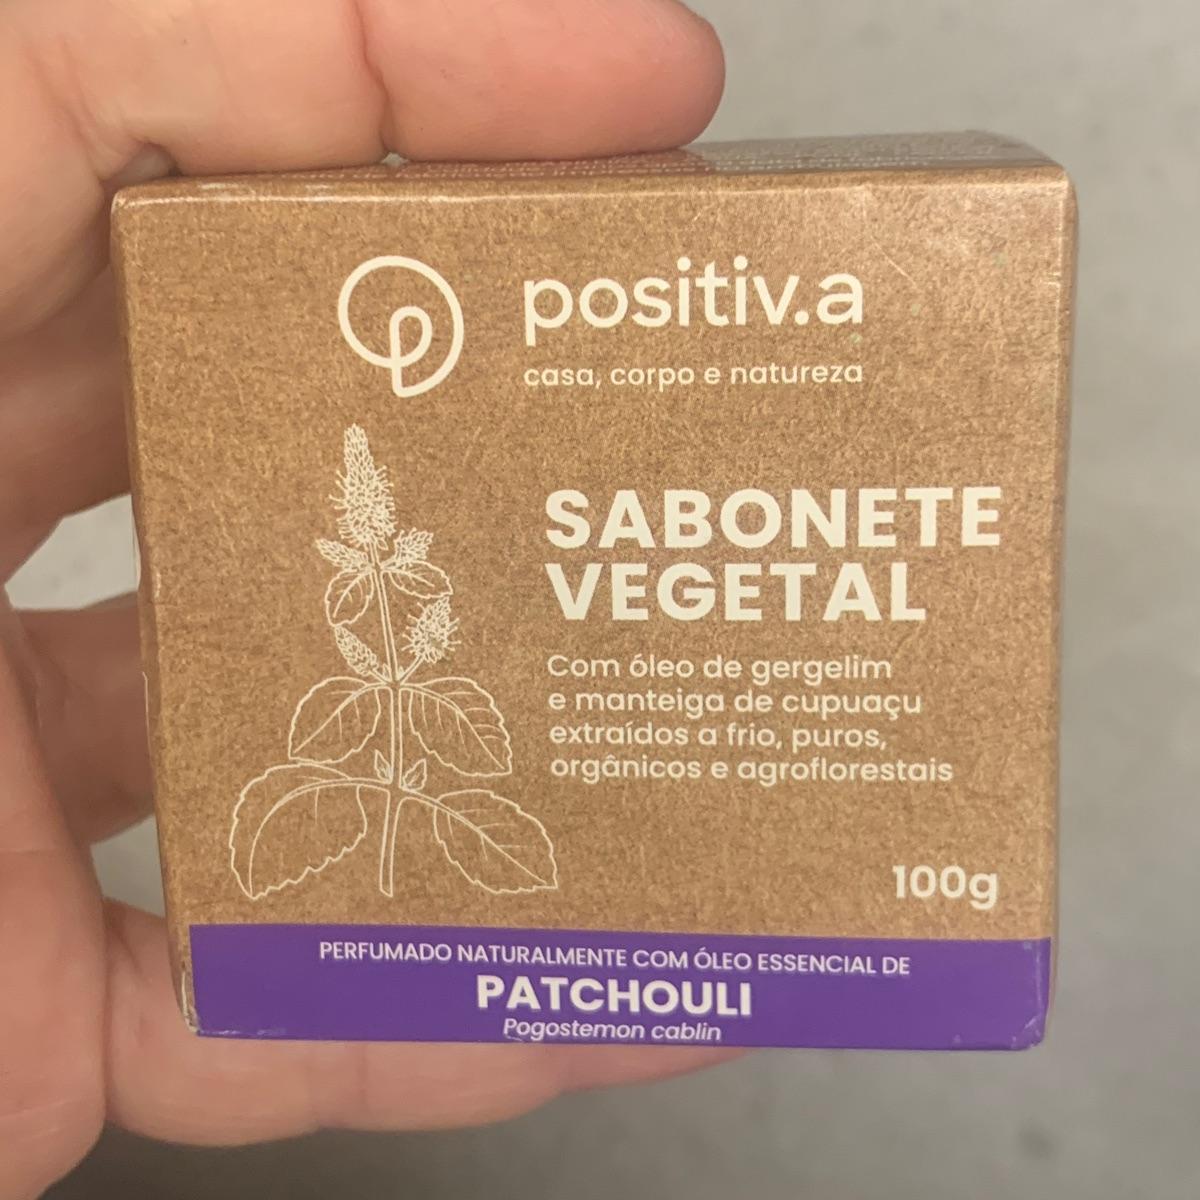 positiv.a
casa, corpo e natureza
SABONETE
VEGETAL
Com óleo de gergelim
e manteiga de cupuaçu
extraídos a frio, puros,
orgânicos e agroflorestais
100g
PERFUMADO NATURALMENTE COM ÓLEO ESSENCIAL DE
PATCHOULI
Pogostemon cablin